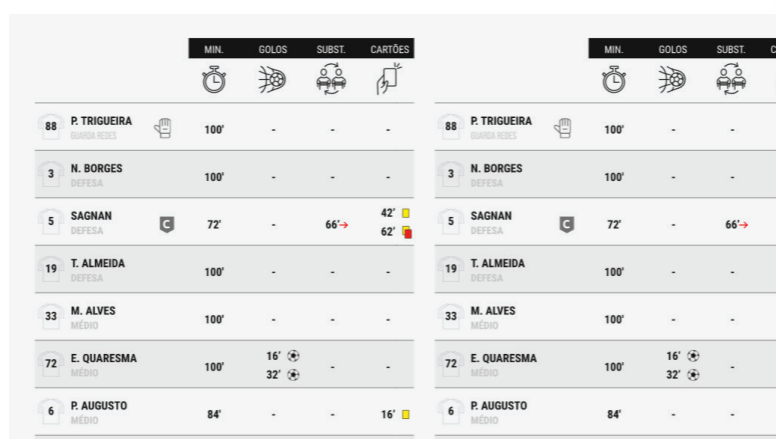 MIN. GOLOS SUBST. CARTÕES
88 P. TRIGUEIRA 100' - - -
GUARDA REDES
3 N. BORGES 100' - - -
DEFESA
5 SAGNAN C 72' - 66' 42'
DEFESA 62'
19 T. ALMEIDA 100' - - -
DEFESA
33 M. ALVES 100' - - -
MÉDIO
72 E. QUARESMA 100' 16' - -
MÉDIO 32'
6 P. AUGUSTO 84' - - 16'
MÉDIO
MIN. GOLOS SUBST. C
88 P. TRIGUEIRA 100' - -
GUARDA REDES
3 N. BORGES 100' - -
DEFESA
5 SAGNAN C 72' - 66'
DEFESA
19 T. ALMEIDA 100' - -
DEFESA
33 M. ALVES 100' - -
MÉDIO
72 E. QUARESMA 100' 16' -
MÉDIO 32'
6 P. AUGUSTO 84' - -
MÉDIO